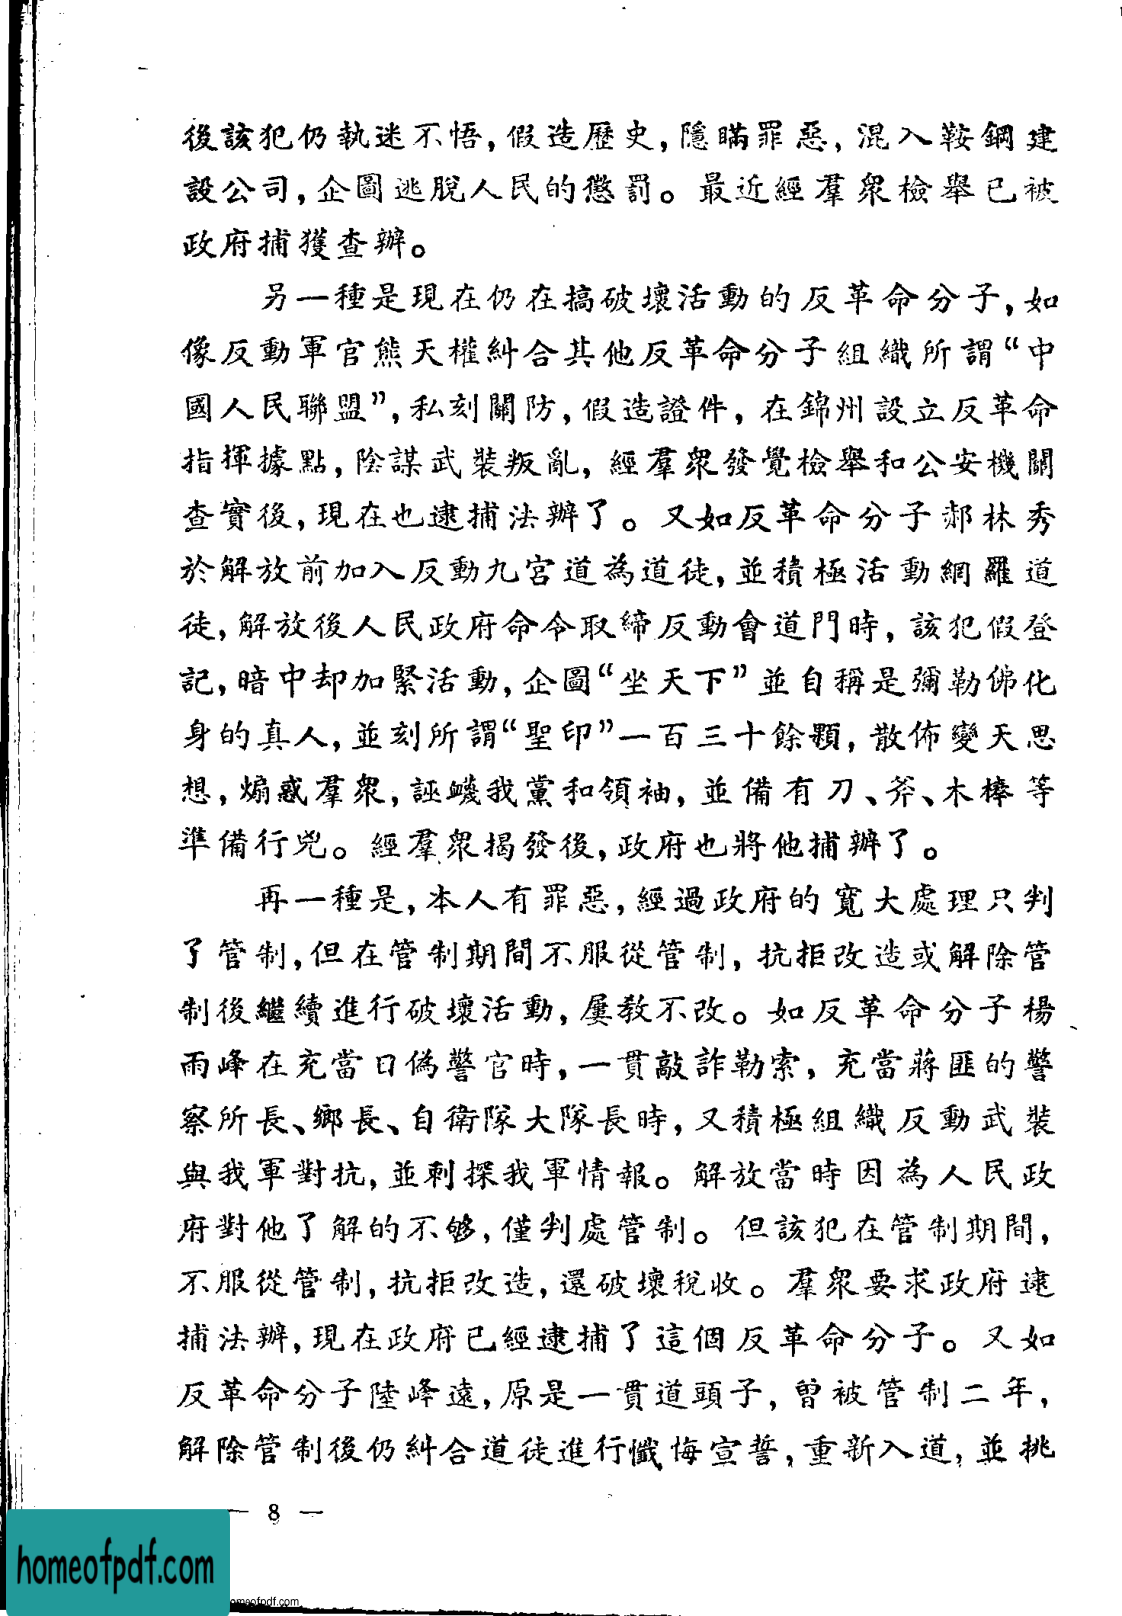 後該犯仍執迷不悟,假造歷史,隱瞞罪惡,混入鞍鋼建
設公司,企圖逃脫人民的懲罰。最近經羣衆檢舉已被
政府捕獲查辦。
另一種是現在仍在搞破壞活動的反革命分子,如
像反動軍官熊天權糾合其他反革命分子組織所謂“中
國人民聯盟”,私刻關防,假造證件,在錦州設立反革命
指揮據點,陰謀武裝叛亂,經羣衆發覺檢舉和公安機關
查實後,現在也逮捕法辦了。又如反革命分子郝林秀
於解放前加入反動九宮道為道徒,並積極活動網羅道
徒,解放後人民政府命令取締反動會道門時,該犯假登
記,暗中却加緊活動,企圖“坐天下”並自稱是彌勒佛化
身的真人,並刻所謂“聖印”一百三十餘顆,散佈變天思
想,煽惑羣衆,誣衊我黨和領袖,並備有刀、斧、木棒等
準備行兇。經羣衆揭發後,政府也將他捕辦了。
再一種是,本人有罪惡,經過政府的寬大處理只判
了管制,但在管制期間不服從管制,抗拒改造或解除管
制後繼續進行破壞活動,屢教不改。如反革命分子楊
雨峰在充當日偽警官時,一貫敲詐勒索,充當蔣匪的警
察所長、鄉長、自衛隊大隊長時,又積極組織反動武裝
與我軍對抗,並刺探我軍情報。解放當時因為人民政
府對他了解的不够,僅判處管制。但該犯在管制期間,
不服從管制,抗拒改造,還破壞稅收。羣衆要求政府逮
捕法辦,現在政府已經逮捕了這個反革命分子。又如
反革命分子陸峰遠,原是一貫道頭子,曾被管制二年,
解除管制後仍糾合道徒進行懺悔宣誓,重新入道,並挑
— 8 —
homeofpdf.com
omeofpdf.com